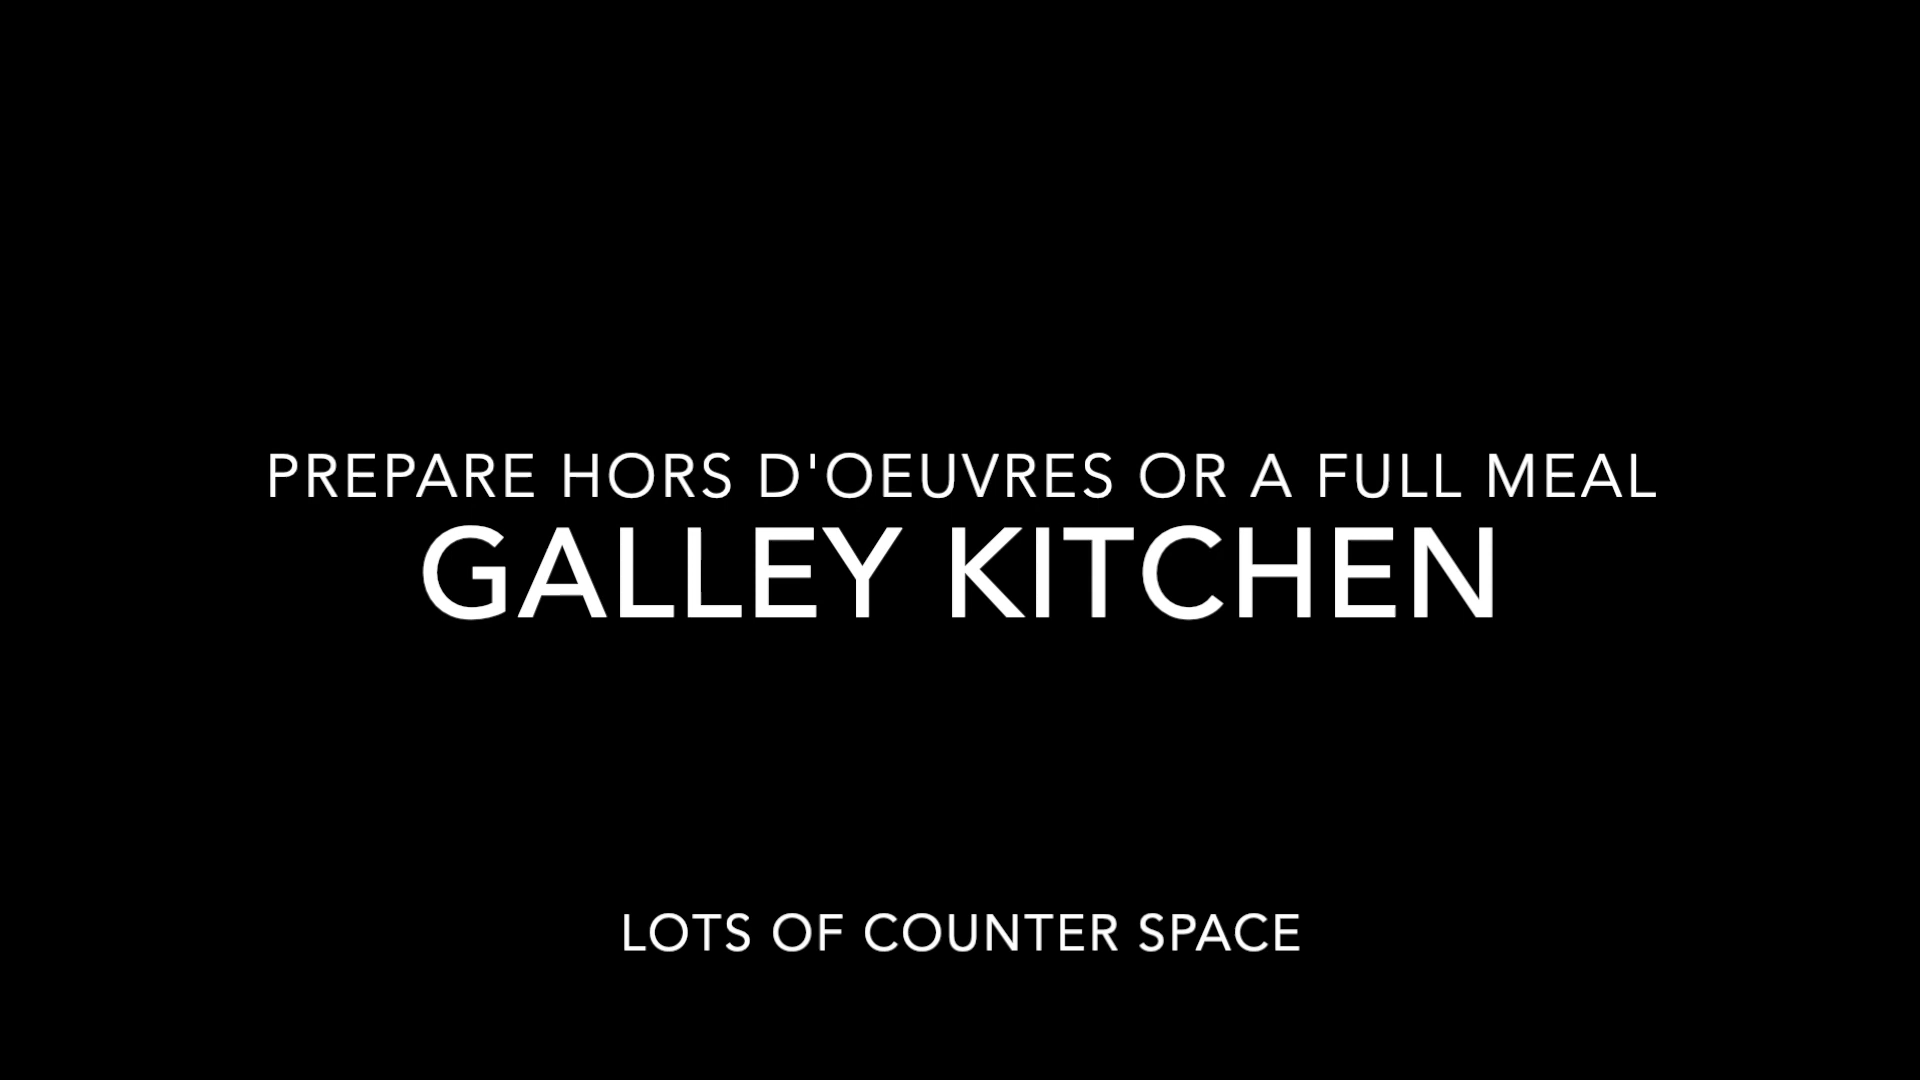 PREPARE HORS D'OEUVRES OR A FULL MEAL
GALLEY KITCHEN
LOTS OF COUNTER SPACE